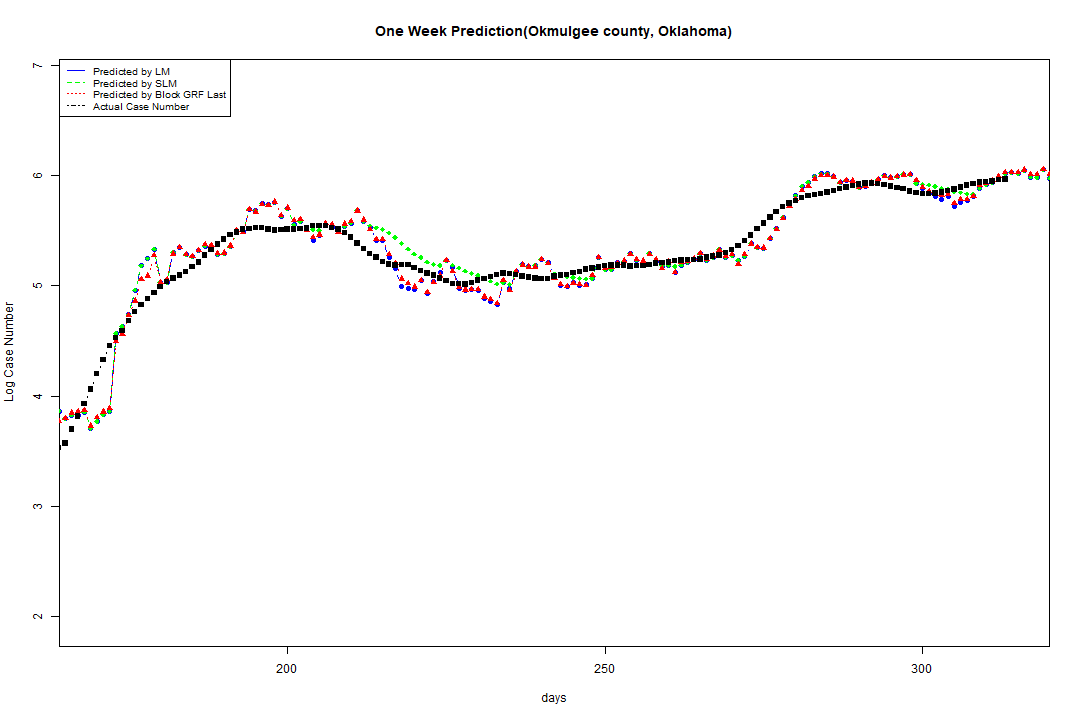 One Week Prediction(Okmulgee county, Oklahoma)
Predicted by LM
Predicted by SLM
Predicted by Block GRF Last
Actual Case Number
7
6
5
4
3
2
Log Case Number
200
250
300
days